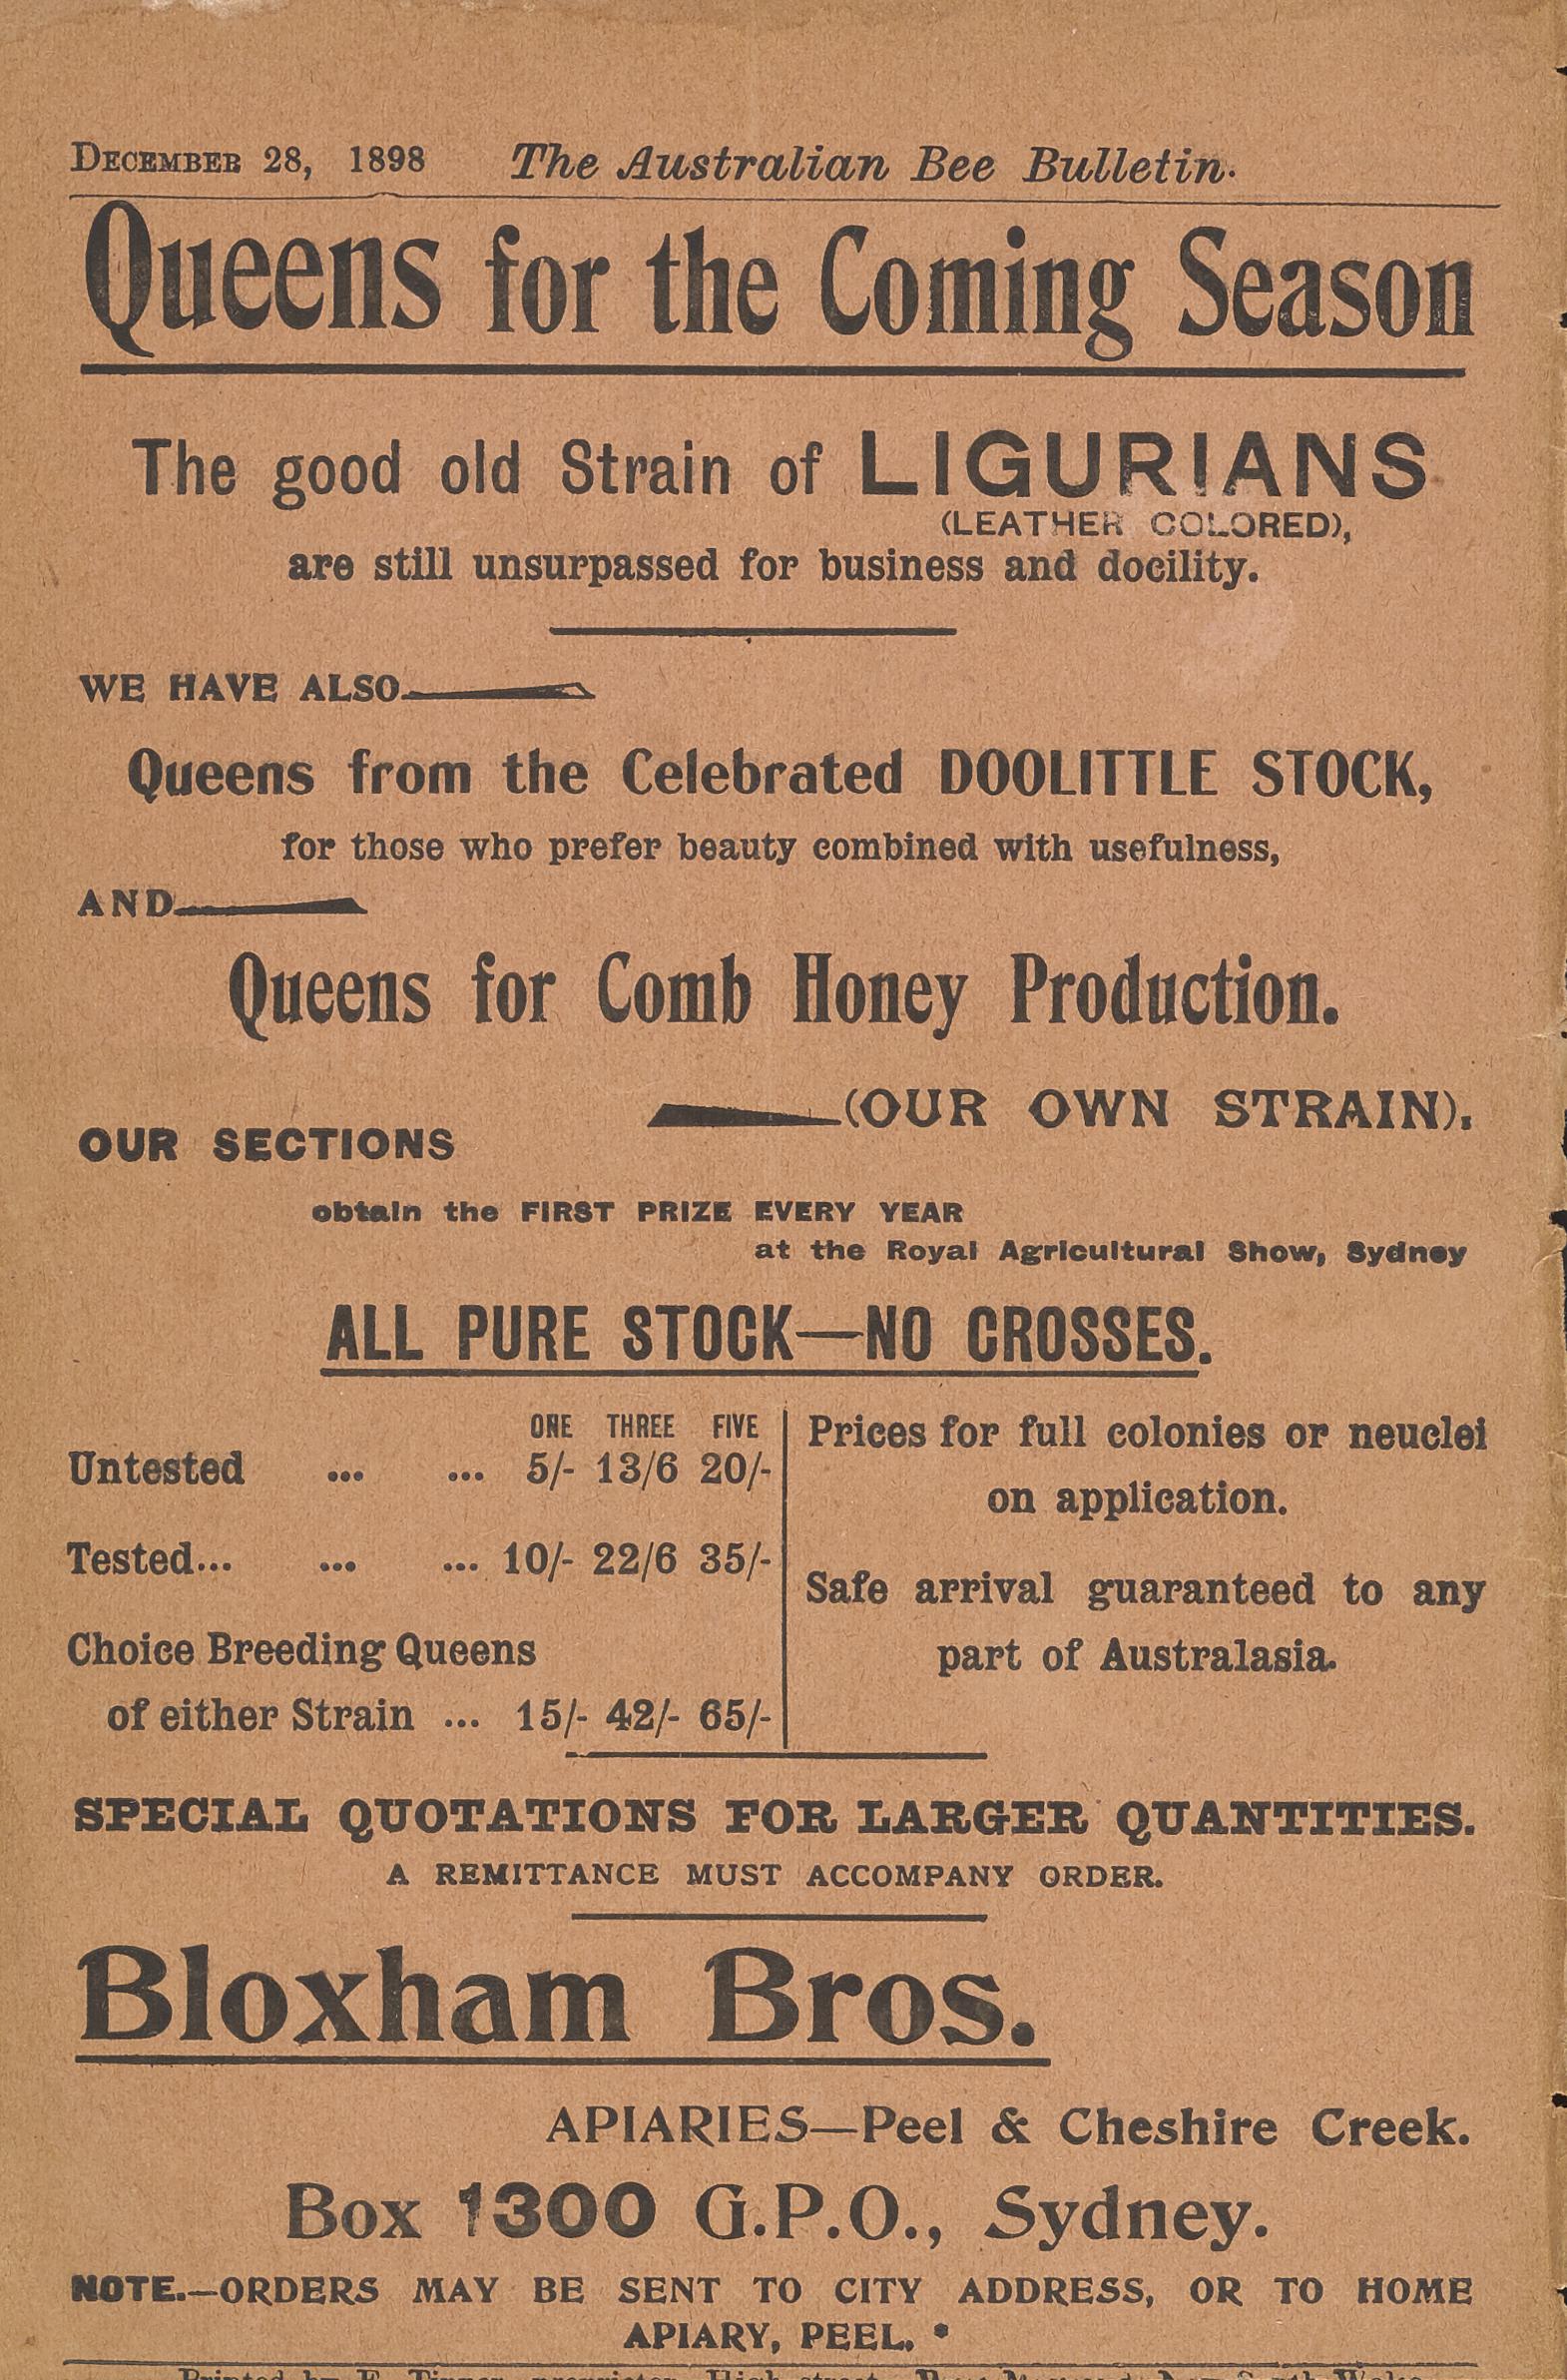 DECEMBER 28, 1898 The Australian Bee Bulletin.
Queens for the Coming Season
The good old Strain of LIGURIANS
(LEATHER COLORED),
are still unsurpassed for business and docility.
WE HAVE ALSO
Queens from the Celebrated DOOLITTLE STOCK,
for those who prefer beauty combined with usefulness,
AND
Queens for Comb Honey Production.
(OUR OWN STRAIN).
OUR SECTIONS
obtain the FIRST PRIZE EVERY YEAR
at the Royal Agricultural Show, Sydney
ALL PURE STOCK—NO CROSSES.
ONE THREE FIVE
Untested ... ... 5/- 13/6 20/-
Tested... ... ... 10/- 22/6 35/-
Choice Breeding Queens
of either Strain ... 15/- 42/- 65/-
Prices for full colonies or neuclei
on application.
Safe arrival guaranteed to any
part of Australasia.
SPECIAL QUOTATIONS FOR LARGER QUANTITIES.
A REMITTANCE MUST ACCOMPANY ORDER.
Bloxham Bros.
APIARIES—Peel & Cheshire Creek.
Box 1300 G.P.O., Sydney.
NOTE.—ORDERS MAY BE SENT TO CITY ADDRESS, OR TO HOME
APIARY, PEEL. *
Printed by E. Tipper, proprietor, High street,